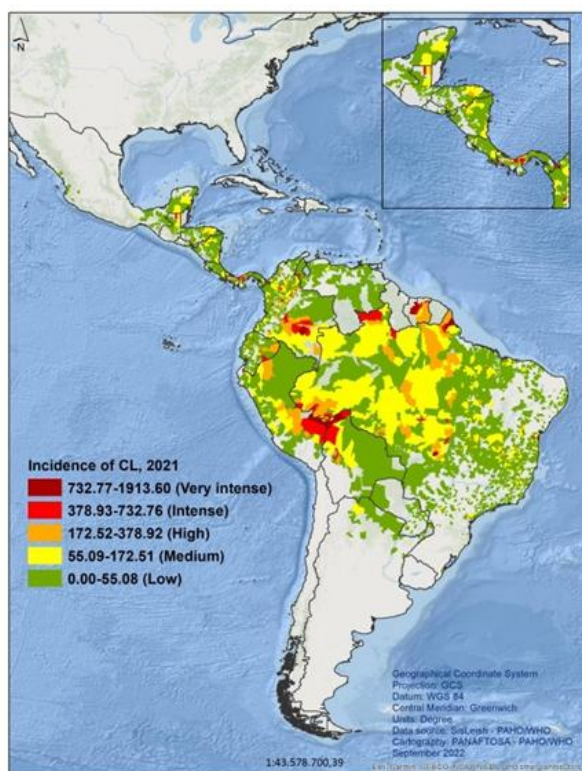 N
Incidence of CL, 2021
732.77-1913.60 (Very intense)
378.93-732.76 (Intense)
172.52-378.92 (High)
55.09-172.51 (Medium)
0.00-55.08 (Low)
Geographical Coordinate System
Projection: GCS
Datum: WGS 84
Central Meridian: Greenwich
Units: Degree
Data source: SisLeish - PAHO/WHO
Cartography: PANAFTOSA - PAHO/WHO
September 2022
1:43.578.700,39